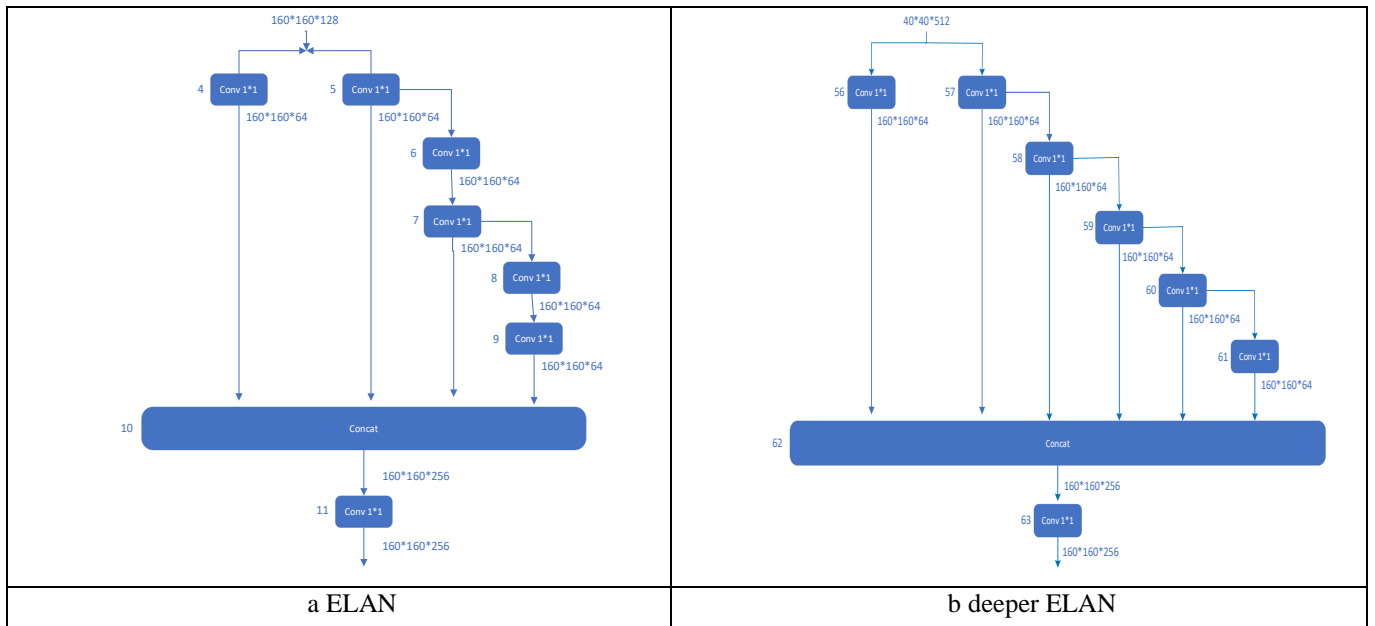 160*160*128
4 Conv 1*1
5 Conv 1*1
160*160*64
160*160*64
6 Conv 1*1
160*160*64
7 Conv 1*1
160*160*64
8 Conv 1*1
160*160*64
9 Conv 1*1
160*160*64
10 Concat
160*160*256
11 Conv 1*1
160*160*256
a ELAN
40*40*512
56 Conv 1*1
57 Conv 1*1
160*160*64
160*160*64
58 Conv 1*1
160*160*64
59 Conv 1*1
160*160*64
60 Conv 1*1
160*160*64
61 Conv 1*1
160*160*64
62 Concat
160*160*256
63 Conv 1*1
160*160*256
b deeper ELAN